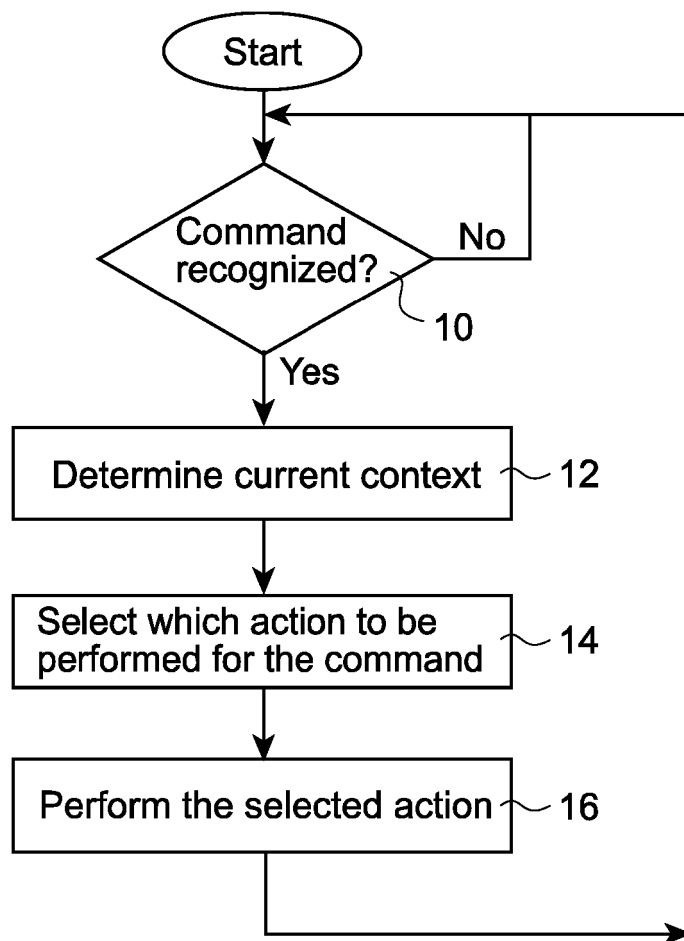 Start
Command
recognized?
No
10
Yes
Determine current context
12
Select which action to be
performed for the command
14
Perform the selected action
16